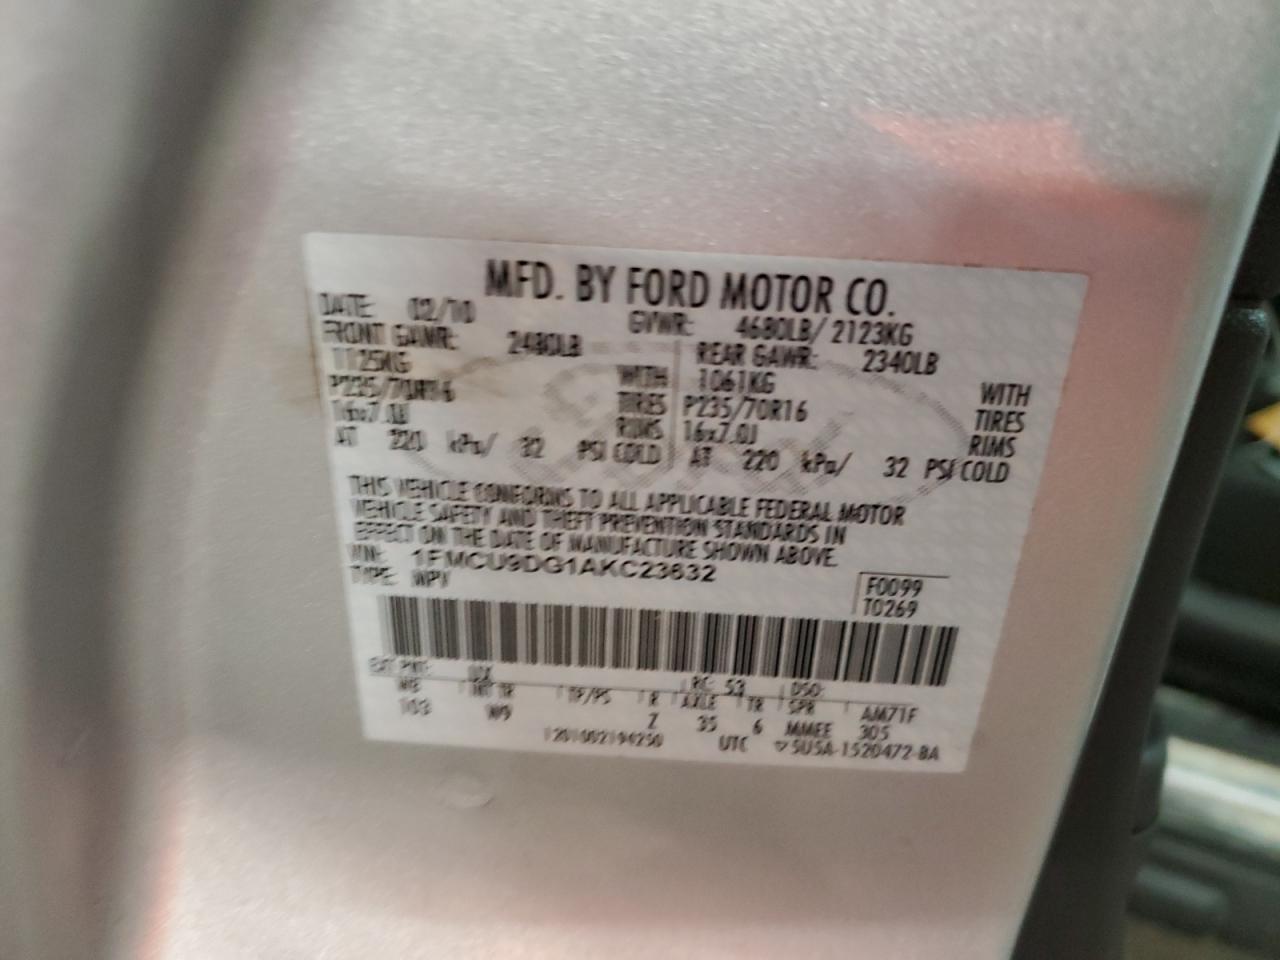 MFD. BY FORD MOTOR CO.
DATE: 02/10 GVWR: 4680LB/ 2123KG
FRONT GAWR: 2480LB REAR GAWR: 2340LB
1125KG WITH 1061KG WITH
P235/70R16 TIRES P235/70R16 TIRES
16x7.0J RIMS 16x7.0J RIMS
AT 220 kPa/ 32 PSI COLD AT 220 kPa/ 32 PSI COLD
THIS VEHICLE CONFORMS TO ALL APPLICABLE FEDERAL MOTOR
VEHICLE SAFETY AND THEFT PREVENTION STANDARDS IN
EFFECT ON THE DATE OF MANUFACTURE SHOWN ABOVE.
VIN: 1FMCU9DG1AKC23632
TYPE: MPV
F0099
T0269
EXT PNT: UX RC: 53 DSO:
WB INT TR TP/PS R AXLE TR SPR AM71F
103 W9 Z 35 6 MMEE 305
1201002194250 UTC ▽5U5A-1520472-BA